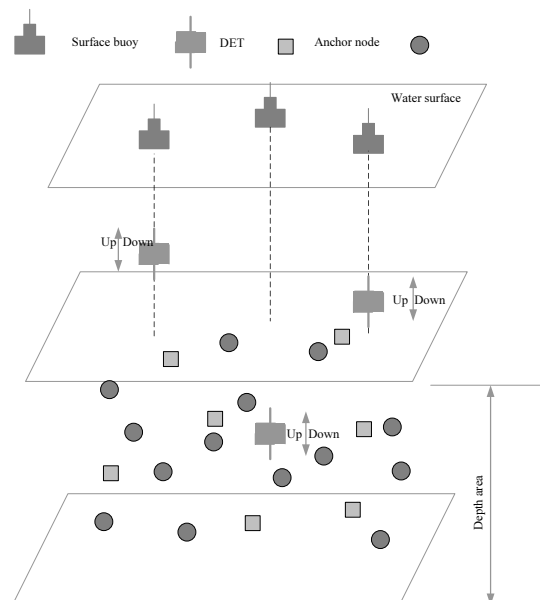 Surface buoy
DET
Anchor node
Water surface
Up Down
Up Down
Up Down
Depth area